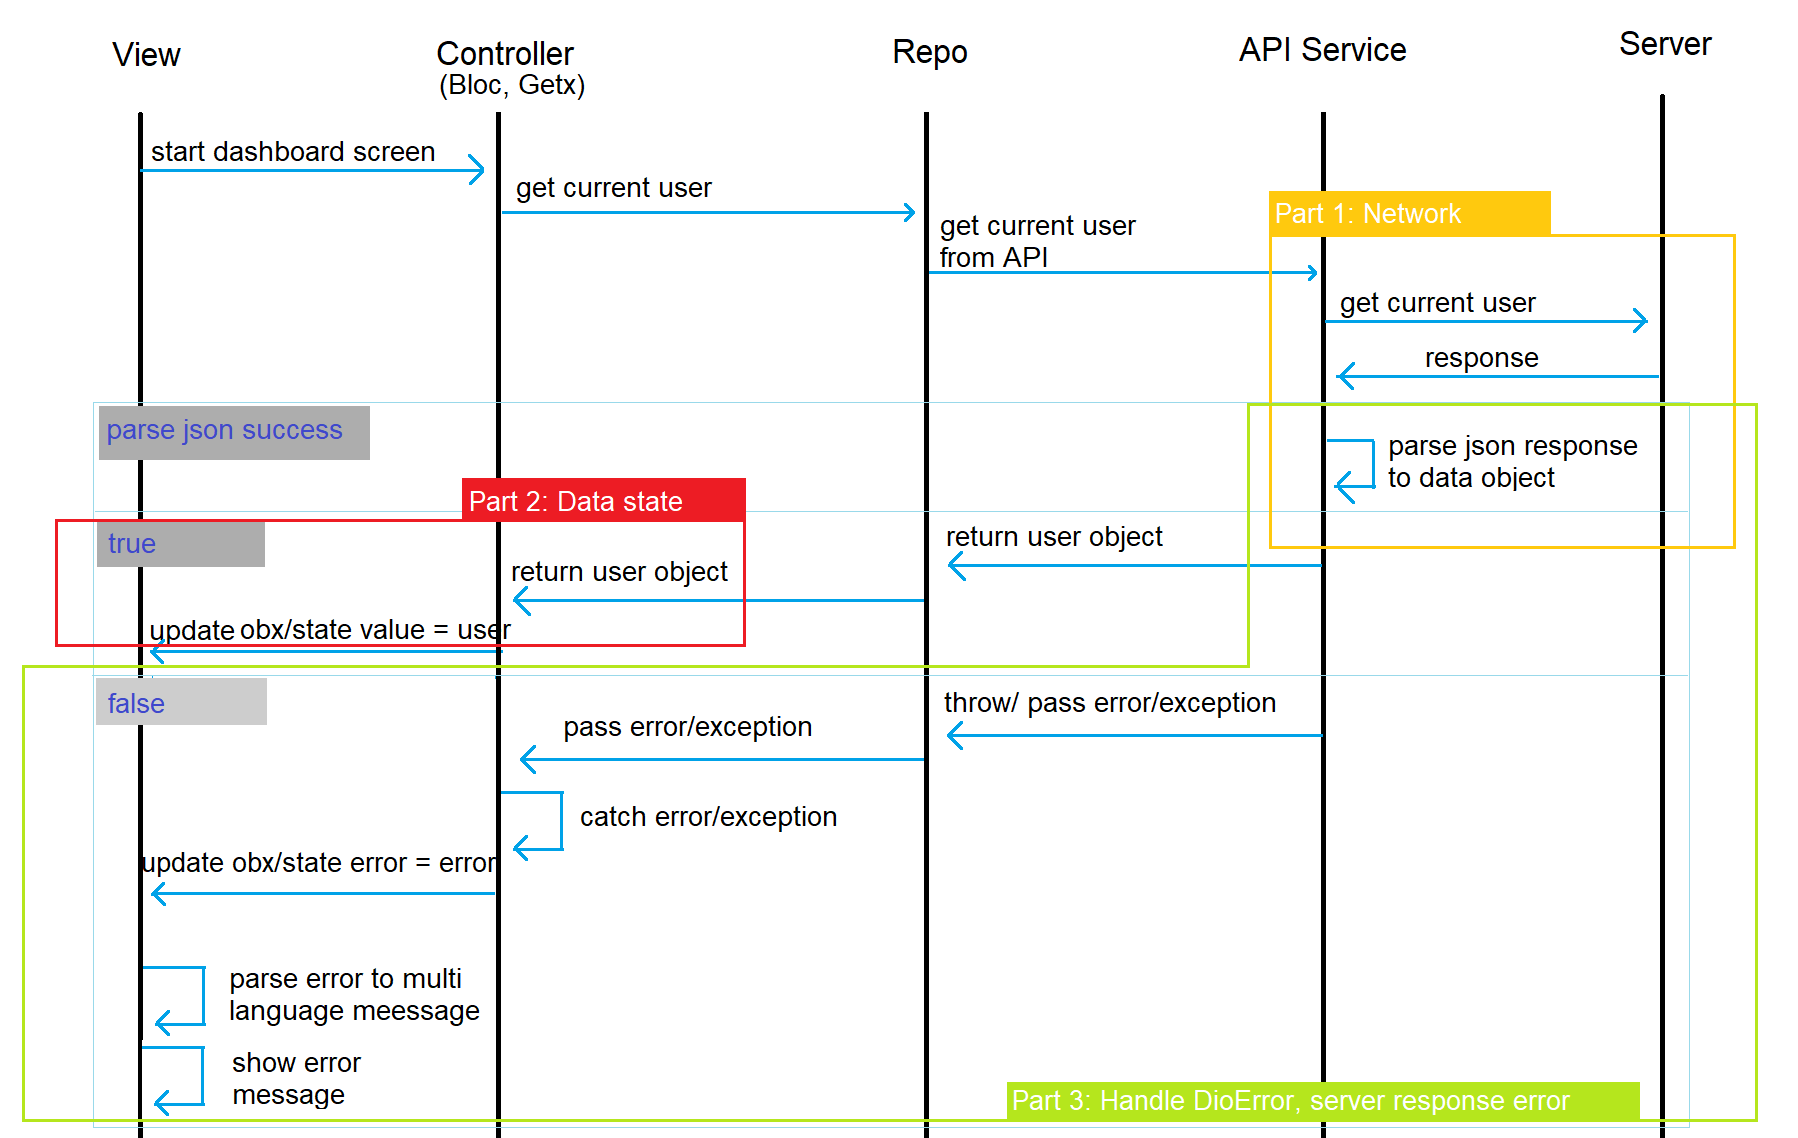 View
Controller
(Bloc, Getx)
Repo
API Service
Server
start dashboard screen
get current user
get current user
from API
Part 1: Network
get current user
response
parse json success
parse json response
to data object
Part 2: Data state
true
return user object
return user object
update obx/state value = user
false
throw/ pass error/exception
pass error/exception
catch error/exception
update obx/state error = error
parse error to multi
language meessage
show error
message
Part 3: Handle DioError, server response error